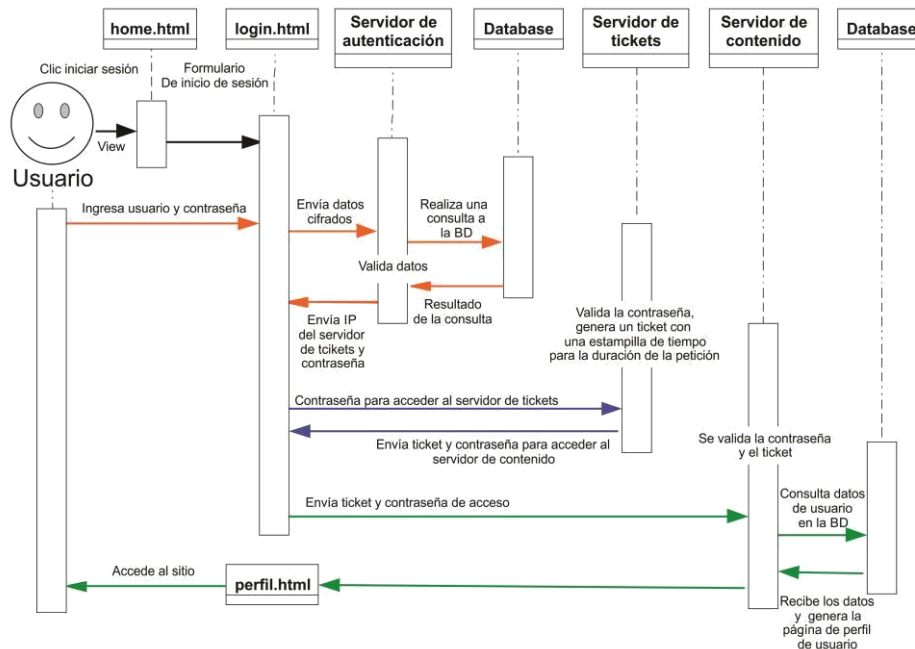 home.html
login.html
Servidor de
autenticación
Database
Servidor de
tickets
Servidor de
contenido
Database
Clic iniciar sesión
Formulario
De inicio de sesión
View
Usuario
Ingresa usuario y contraseña
Envía datos
cifrados
Realiza una
consulta a
la BD
Valida datos
Envía IP
del servidor
de tcikets y
contraseña
Resultado
de la consulta
Valida la contraseña,
genera un ticket con
una estampilla de tiempo
para la duración de la petición
Contraseña para acceder al servidor de tickets
Envía ticket y contraseña para acceder al
servidor de contenido
Se valida la contraseña
y el ticket
Envía ticket y contraseña de acceso
Consulta datos
de usuario
en la BD
Accede al sitio
perfil.html
Recibe los datos
y genera la
página de perfil
de usuario